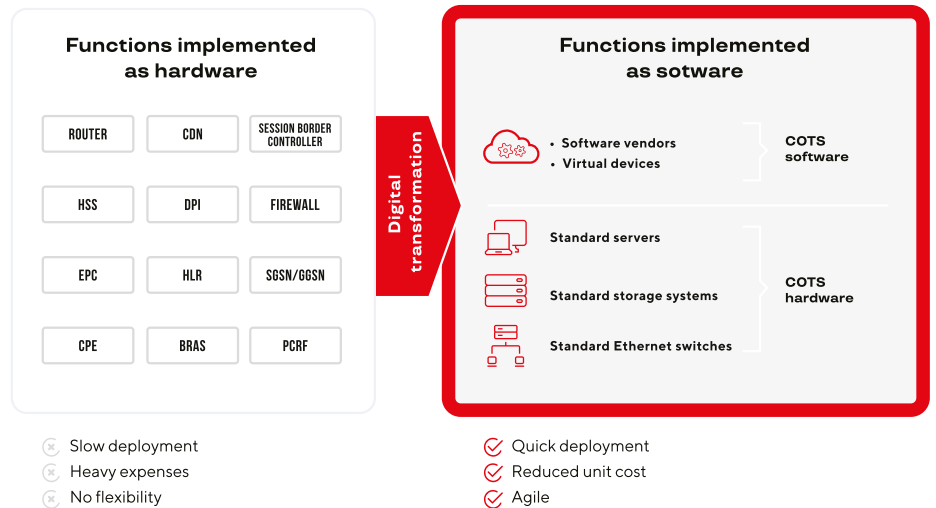 Functions implemented
as hardware
ROUTER
CDN
SESSION BORDER
CONTROLLER
HSS
DPI
FIREWALL
EPC
HLR
SGSN/GGSN
CPE
BRAS
PCRF
Slow deployment
Heavy expenses
No flexibility
Digital
transformation
Functions implemented
as sotware
• Software vendors
• Virtual devices
COTS
software
Standard servers
Standard storage systems
Standard Ethernet switches
COTS
hardware
Quick deployment
Reduced unit cost
Agile